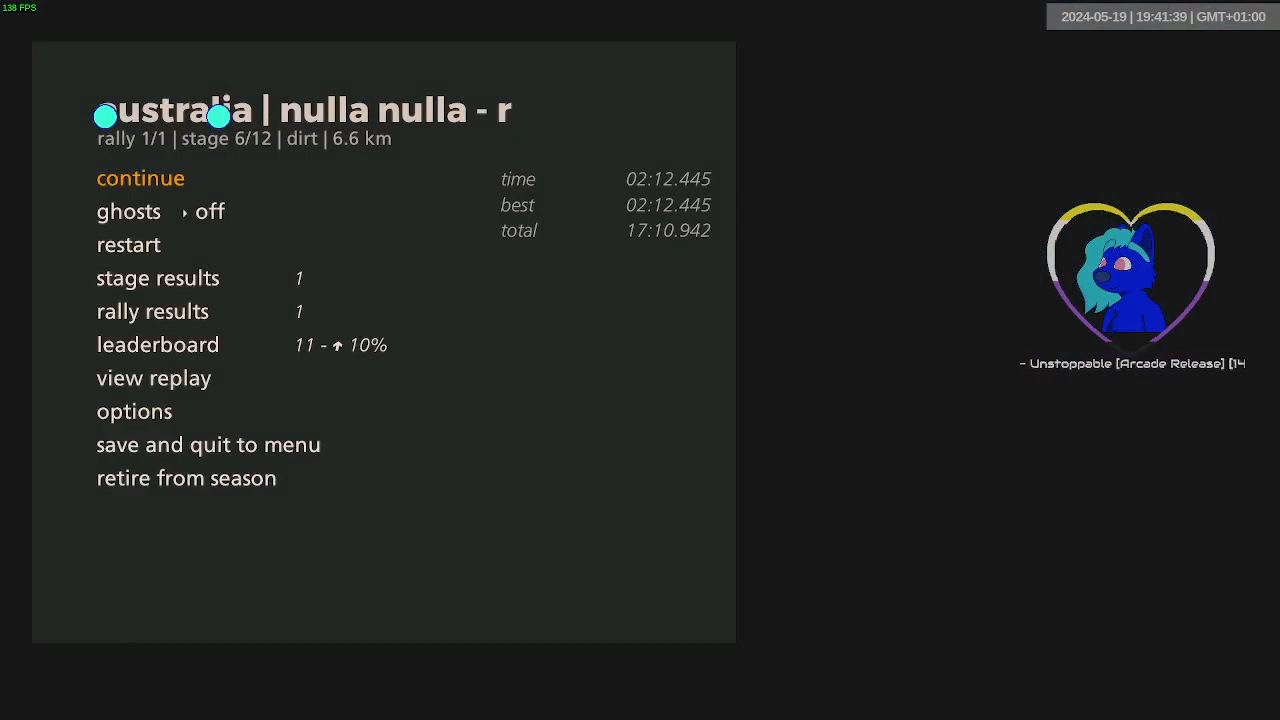 138 FPS
2024-05-19 | 19:41:39 | GMT+01:00
australia | nulla nulla - r
rally 1/1 | stage 6/12 | dirt | 6.6 km
continue
ghosts ‣ off
restart
stage results 1
rally results 1
leaderboard 11 - ↑ 10%
view replay
options
save and quit to menu
retire from season
time 02:12.445
best 02:12.445
total 17:10.942
- Unstoppable [Arcade Release] [14